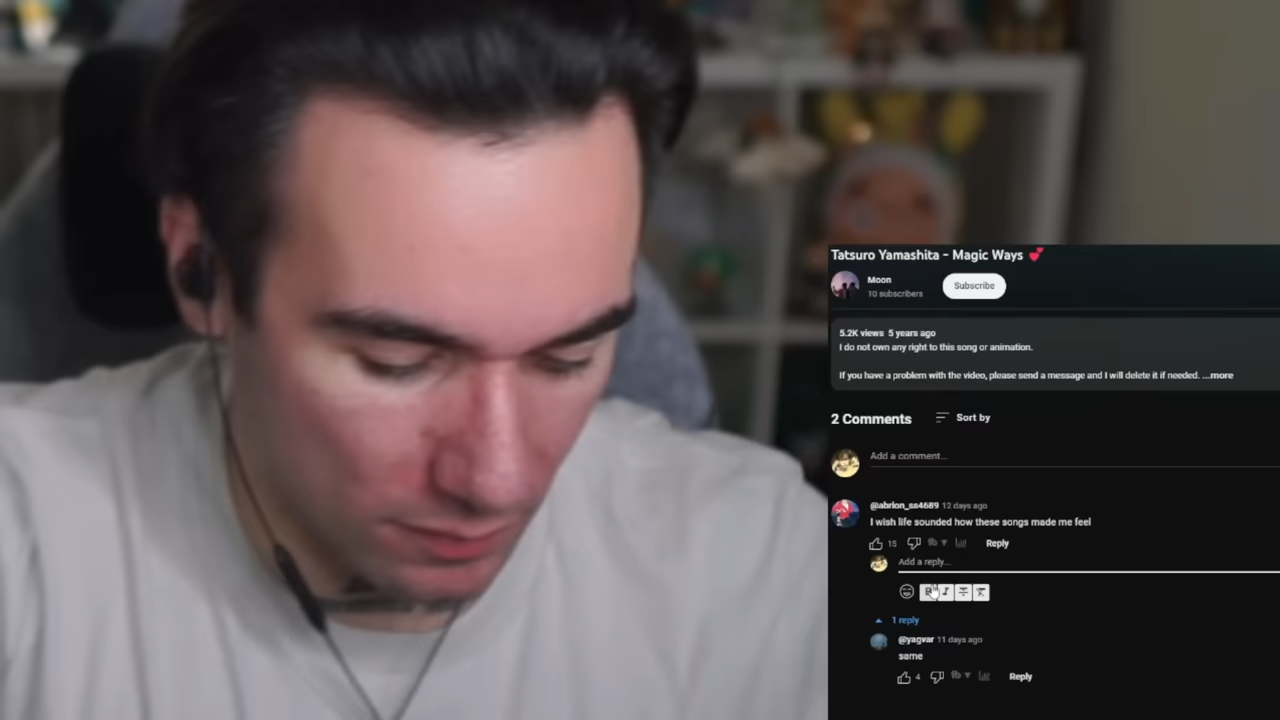 Tatsuro Yamashita - Magic Ways 💕
Moon
10 subscribers
Subscribe
5.2K views 5 years ago
I do not own any right to this song or animation.
If you have a problem with the video, please send a message and I will delete it if needed. ...more
2 Comments
Sort by
Add a comment...
@abrion_ss4689 12 days ago
I wish life sounded how these songs made me feel
15
Reply
Add a reply...
1 reply
@yagvar 11 days ago
same
4
Reply